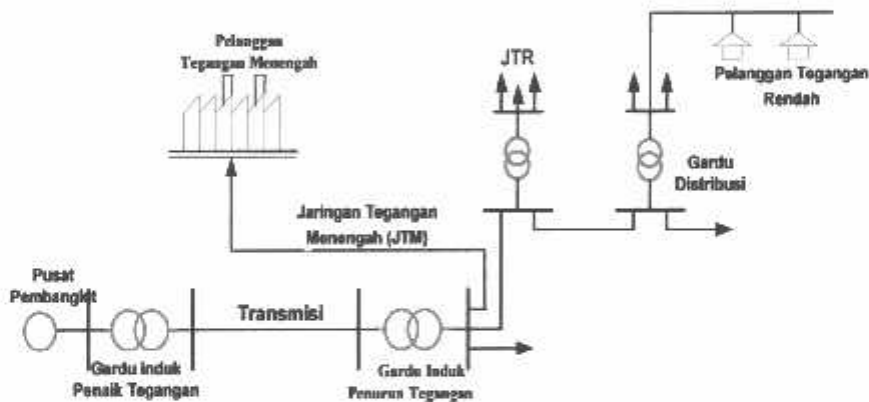 Pelanggan
Tegangan Menengah
JTR
Pelanggan Tegangan
Rendah
Gardu
Distribusi
Jaringan Tegangan
Menengah (JTM)
Pusat
Pembangkit
Transmisi
Gardu Induk
Penaik Tegangan
Gardu Induk
Penurun Tegangan